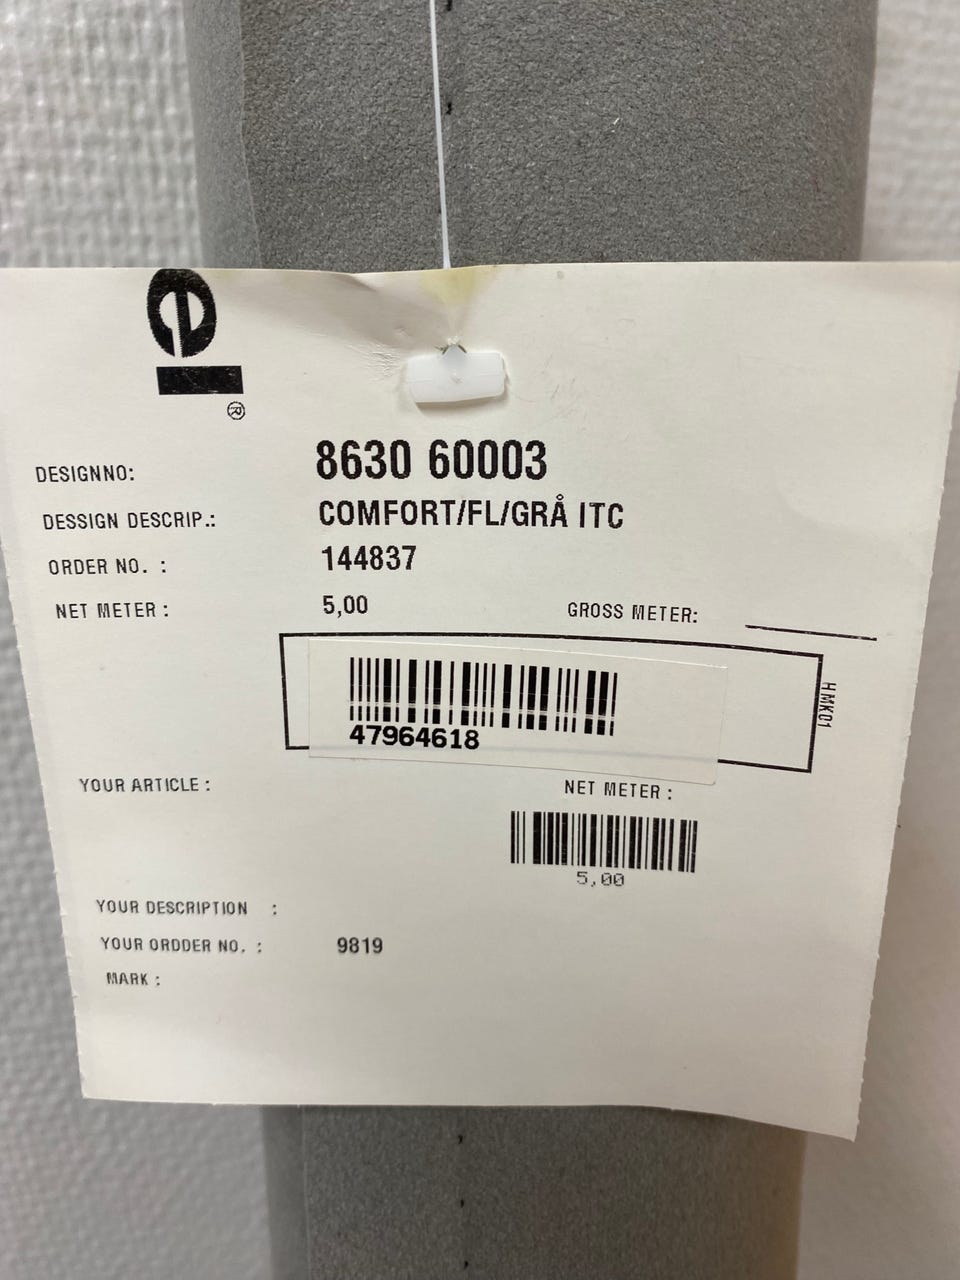 ®
DESIGNNO: 8630 60003
DESSIGN DESCRIP.: COMFORT/FL/GRÅ ITC
ORDER NO. : 144837
NET METER : 5,00 GROSS METER:
HMK01
47964618
YOUR ARTICLE : NET METER :
5,00
YOUR DESCRIPTION :
YOUR ORDDER NO. : 9819
MARK :